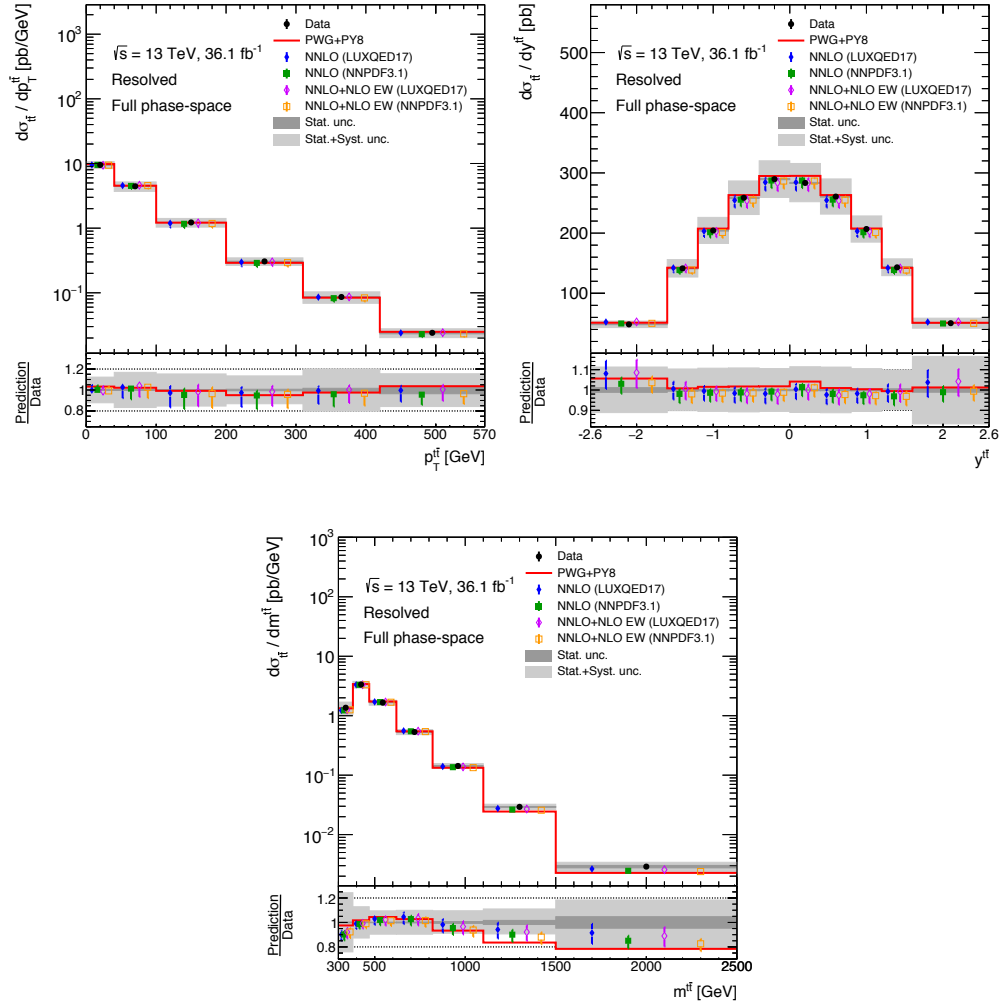 dσ_tt̄ / dp_T^tt̄ [pb/GeV]
10³
10²
10
1
10⁻¹
√s = 13 TeV, 36.1 fb⁻¹
Resolved
Full phase-space
Data
PWG+PY8
NNLO (LUXQED17)
NNLO (NNPDF3.1)
NNLO+NLO EW (LUXQED17)
NNLO+NLO EW (NNPDF3.1)
Stat. unc.
Stat.+Syst. unc.
Prediction
Data
1.2
1
0.8
0 100 200 300 400 500 570
p_T^tt̄ [GeV]
dσ_tt̄ / dy^tt̄ [pb]
500
400
300
200
100
√s = 13 TeV, 36.1 fb⁻¹
Resolved
Full phase-space
Data
PWG+PY8
NNLO (LUXQED17)
NNLO (NNPDF3.1)
NNLO+NLO EW (LUXQED17)
NNLO+NLO EW (NNPDF3.1)
Stat. unc.
Stat.+Syst. unc.
Prediction
Data
1.1
1
0.9
−2.6 −2 −1 0 1 2 2.6
y^tt̄
dσ_tt̄ / dm^tt̄ [pb/GeV]
10³
10²
10
1
10⁻¹
10⁻²
√s = 13 TeV, 36.1 fb⁻¹
Resolved
Full phase-space
Data
PWG+PY8
NNLO (LUXQED17)
NNLO (NNPDF3.1)
NNLO+NLO EW (LUXQED17)
NNLO+NLO EW (NNPDF3.1)
Stat. unc.
Stat.+Syst. unc.
Prediction
Data
1.2
1
0.8
300 500 1000 1500 2000 2500
m^tt̄ [GeV]